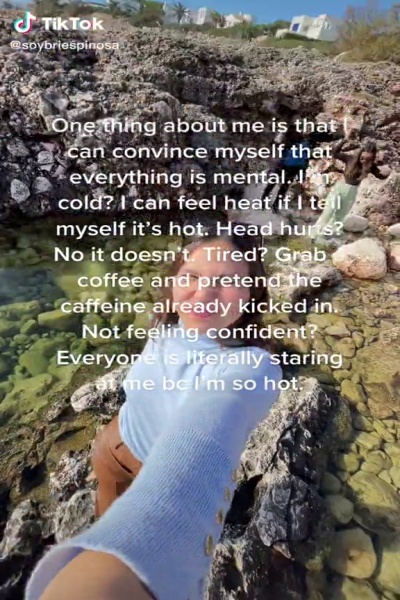 TikTok
@soybriespinosa
One thing about me is that I
can convince myself that
everything is mental. I'm
cold? I can feel heat if I tell
myself it's hot. Head hurts?
No it doesn't. Tired? Grab a
coffee and pretend the
caffeine already kicked in.
Not feeling confident?
Everyone is literally staring
at me bc I'm so hot.